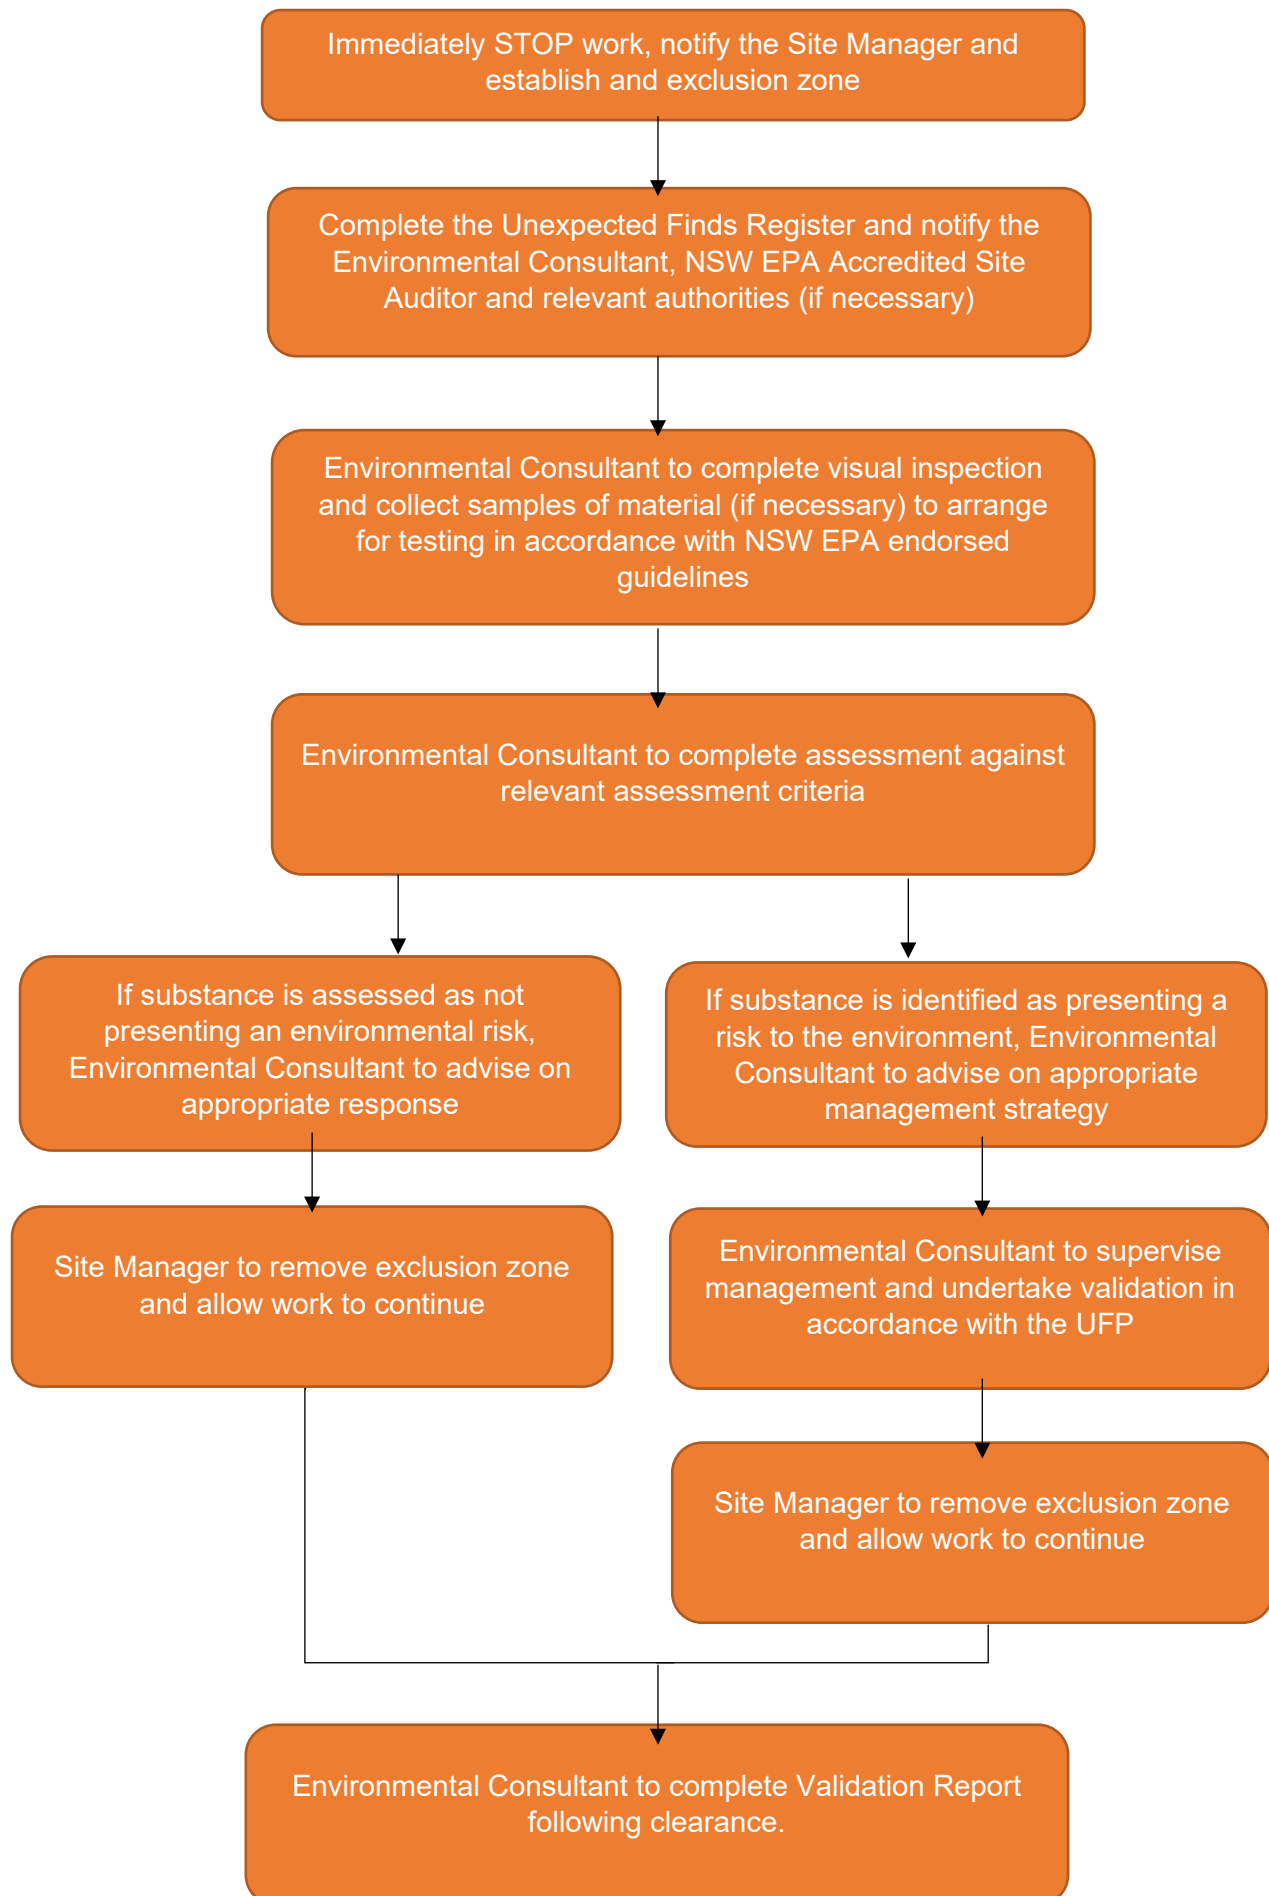 Immediately STOP work, notify the Site Manager and
establish and exclusion zone
Complete the Unexpected Finds Register and notify the
Environmental Consultant, NSW EPA Accredited Site
Auditor and relevant authorities (if necessary)
Environmental Consultant to complete visual inspection
and collect samples of material (if necessary) to arrange
for testing in accordance with NSW EPA endorsed
guidelines
Environmental Consultant to complete assessment against
relevant assessment criteria
If substance is assessed as not
presenting an environmental risk,
Environmental Consultant to advise on
appropriate response
If substance is identified as presenting a
risk to the environment, Environmental
Consultant to advise on appropriate
management strategy
Site Manager to remove exclusion zone
and allow work to continue
Environmental Consultant to supervise
management and undertake validation in
accordance with the UFP
Site Manager to remove exclusion zone
and allow work to continue
Environmental Consultant to complete Validation Report
following clearance.